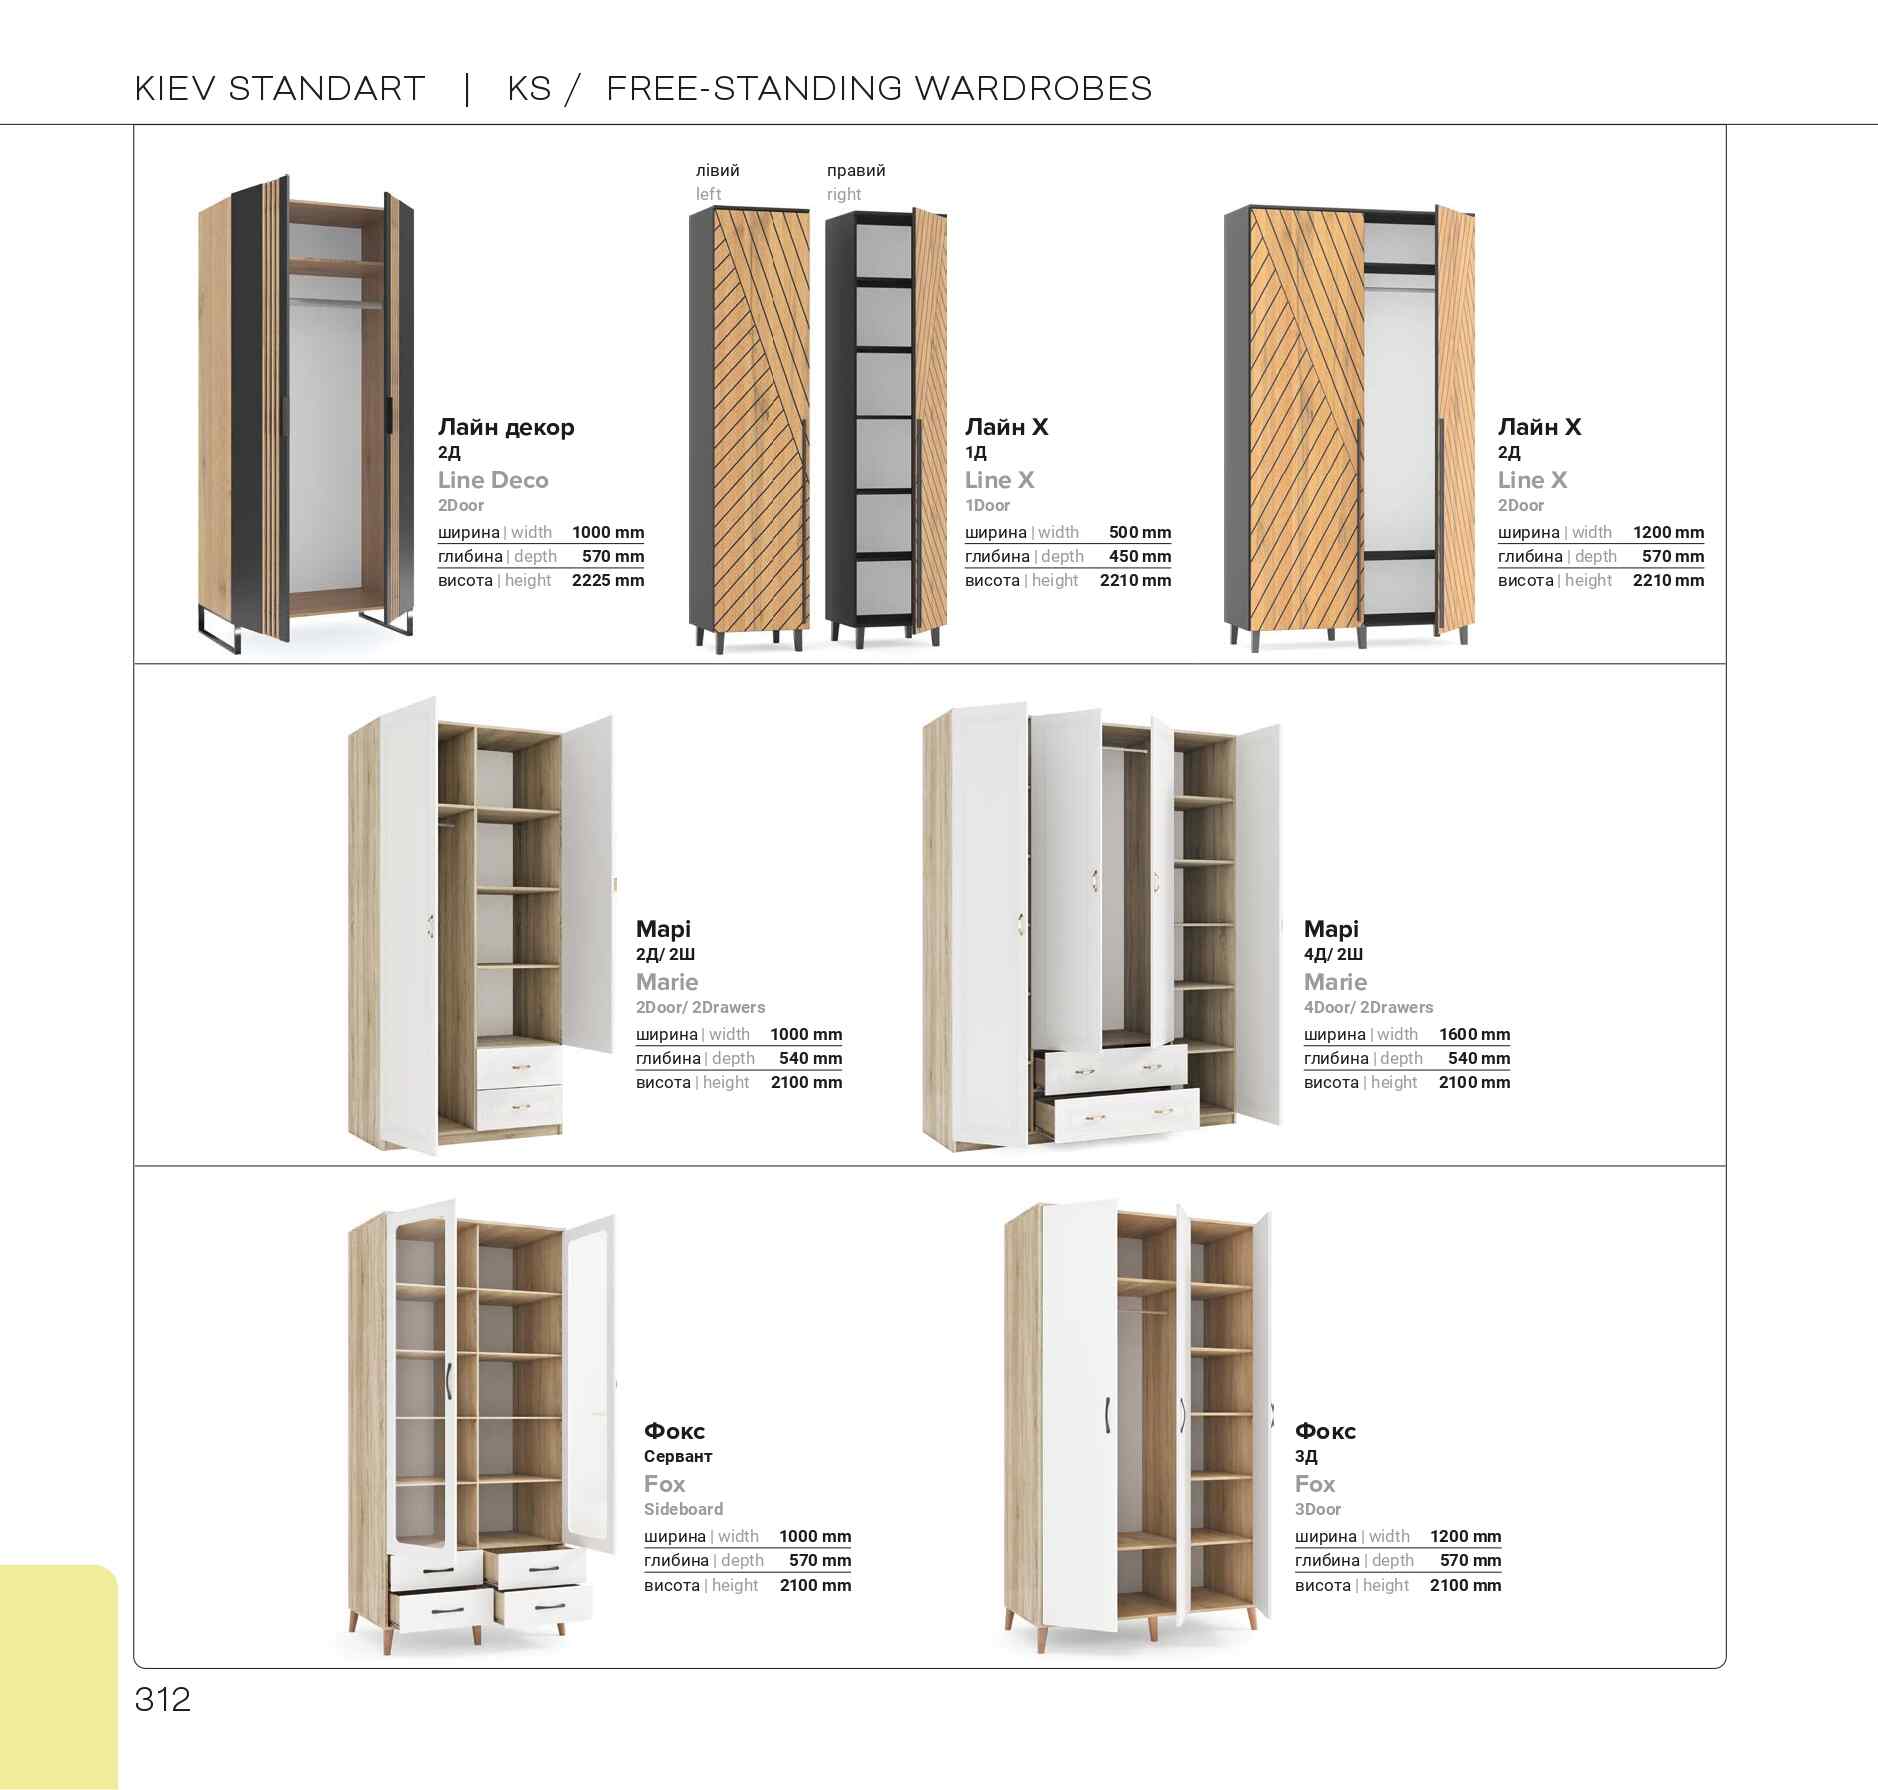 KIEV STANDART | KS / FREE-STANDING WARDROBES
лівий
left
правий
right
Лайн декор
2Д
Line Deco
2Door
ширина | width 1000 mm
глибина | depth 570 mm
висота | height 2225 mm
Лайн X
1Д
Line X
1Door
ширина | width 500 mm
глибина | depth 450 mm
висота | height 2210 mm
Лайн X
2Д
Line X
2Door
ширина | width 1200 mm
глибина | depth 570 mm
висота | height 2210 mm
Марі
2Д/ 2Ш
Marie
2Door/ 2Drawers
ширина | width 1000 mm
глибина | depth 540 mm
висота | height 2100 mm
Марі
4Д/ 2Ш
Marie
4Door/ 2Drawers
ширина | width 1600 mm
глибина | depth 540 mm
висота | height 2100 mm
Фокс
Сервант
Fox
Sideboard
ширина | width 1000 mm
глибина | depth 570 mm
висота | height 2100 mm
Фокс
3Д
Fox
3Door
ширина | width 1200 mm
глибина | depth 570 mm
висота | height 2100 mm
312